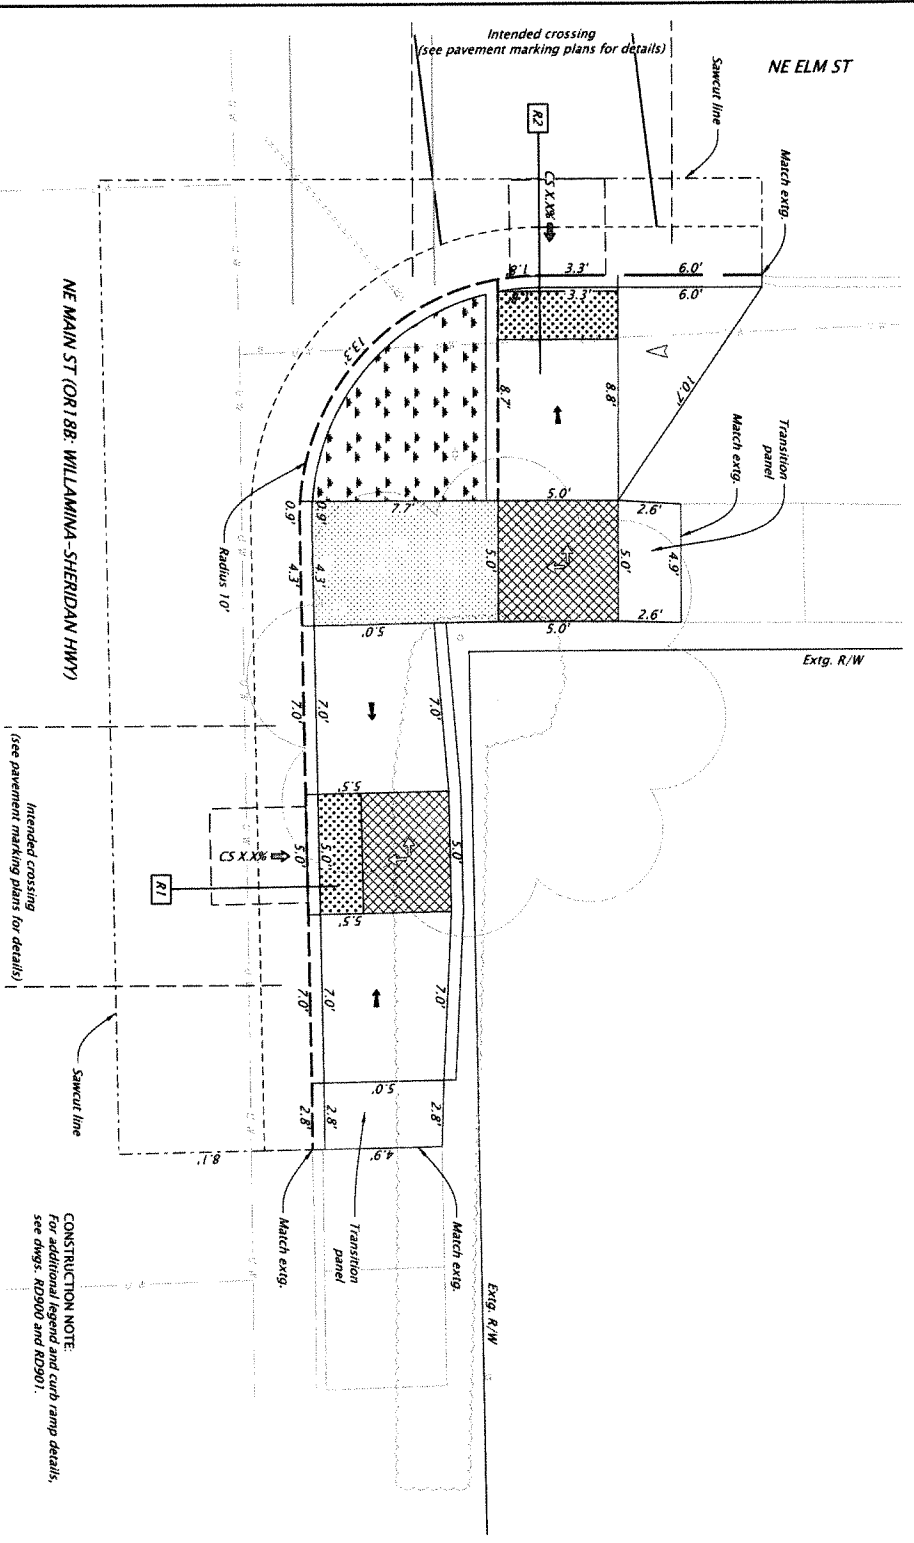 Intended crossing
(see pavement marking plans for details)
NE ELM ST
Sawcut line
Match extg.
R2
CS X.X%
1.8'
3.3'
6.0'
3.3'
6.0'
10.7'
13.3'
8.7'
8.8'
Match extg.
Transition
panel
NE MAIN ST (OR18B: WILLAMINA-SHERIDAN HWY)
Radius 10'
0.9'
0.9'
7.7'
5.0'
2.6'
4.3'
4.3'
5.0'
5.0'
4.9'
5.0'
5.0'
2.6'
Extg. R/W
7.0'
7.0'
7.0'
5.5'
Intended crossing
(see pavement marking plans for details)
CS X.X%
5.0'
5.0'
5.0'
R1
5.5'
7.0'
7.0'
7.0'
Sawcut line
5.0'
2.8'
2.8'
2.8'
8.1'
4.9'
Match extg.
Transition
panel
Match extg.
Extg. R/W
CONSTRUCTION NOTE:
For additional legend and curb ramp details,
see dwgs. RD900 and RD901.